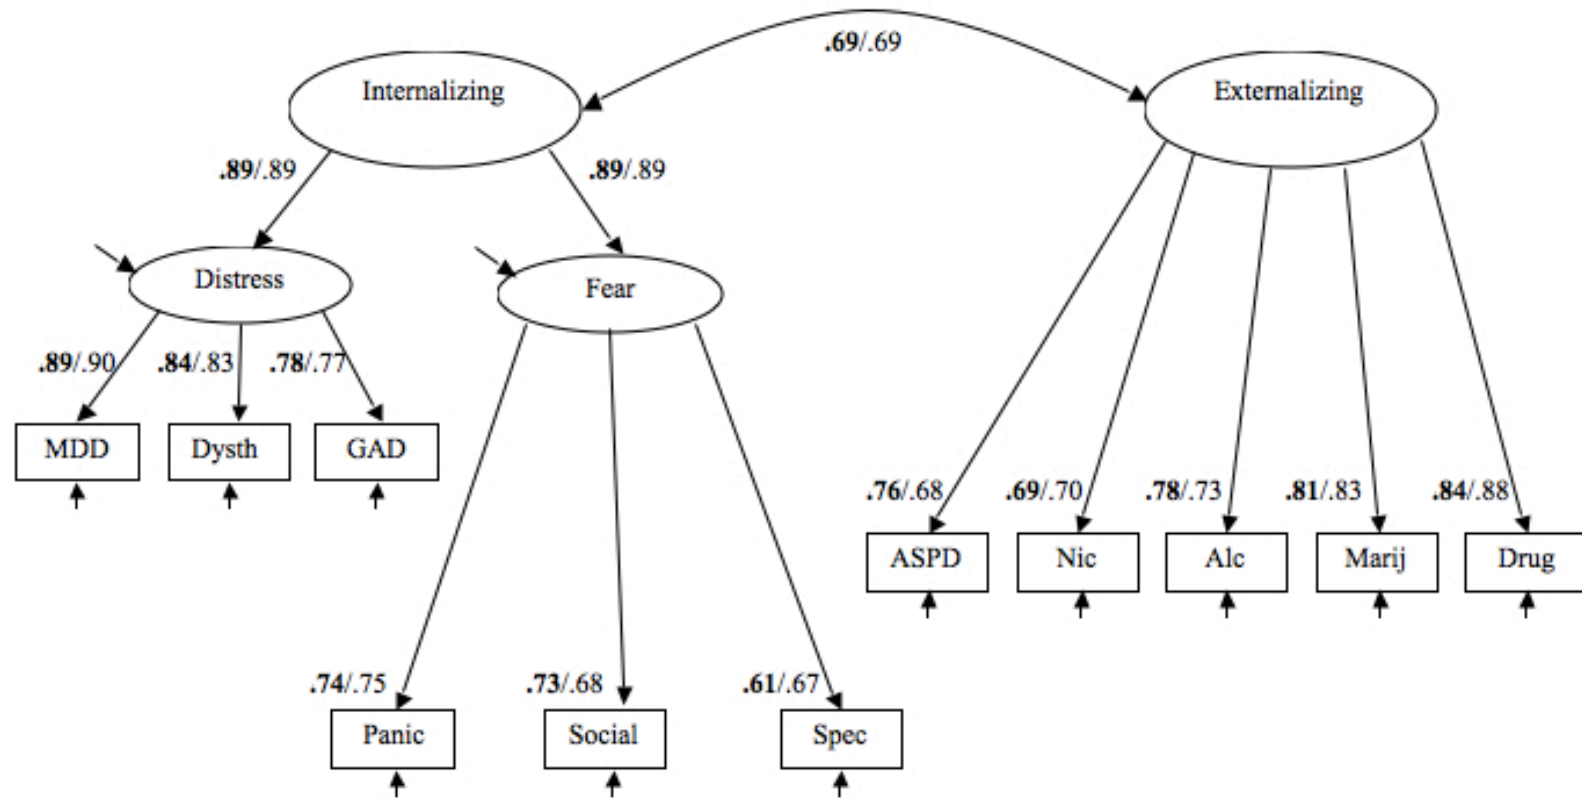 .69/.69
Internalizing
Externalizing
.89/.89
.89/.89
Distress
Fear
.89/.90
.84/.83
.78/.77
MDD
Dysth
GAD
.76/.68
.69/.70
.78/.73
.81/.83
.84/.88
ASPD
Nic
Alc
Marij
Drug
.74/.75
.73/.68
.61/.67
Panic
Social
Spec